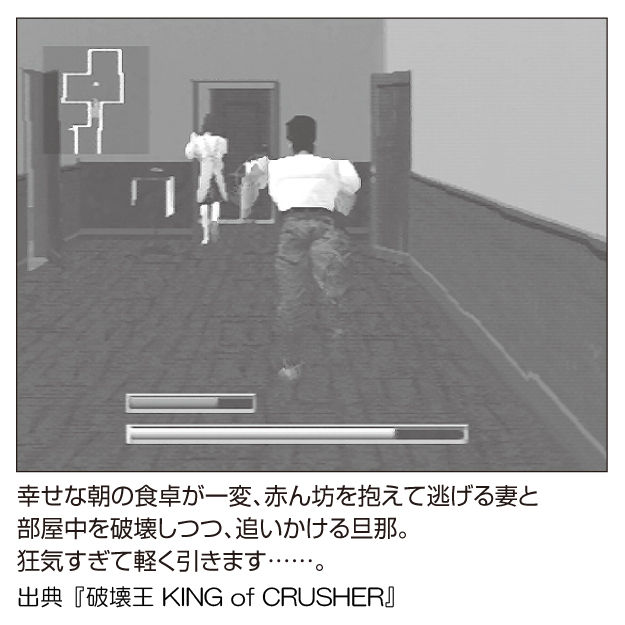 幸せな朝の食卓が一変、赤ん坊を抱えて逃げる妻と
部屋中を破壊しつつ、追いかける旦那。
狂気すぎて軽く引きます……。
出典『破壊王 KING of CRUSHER』